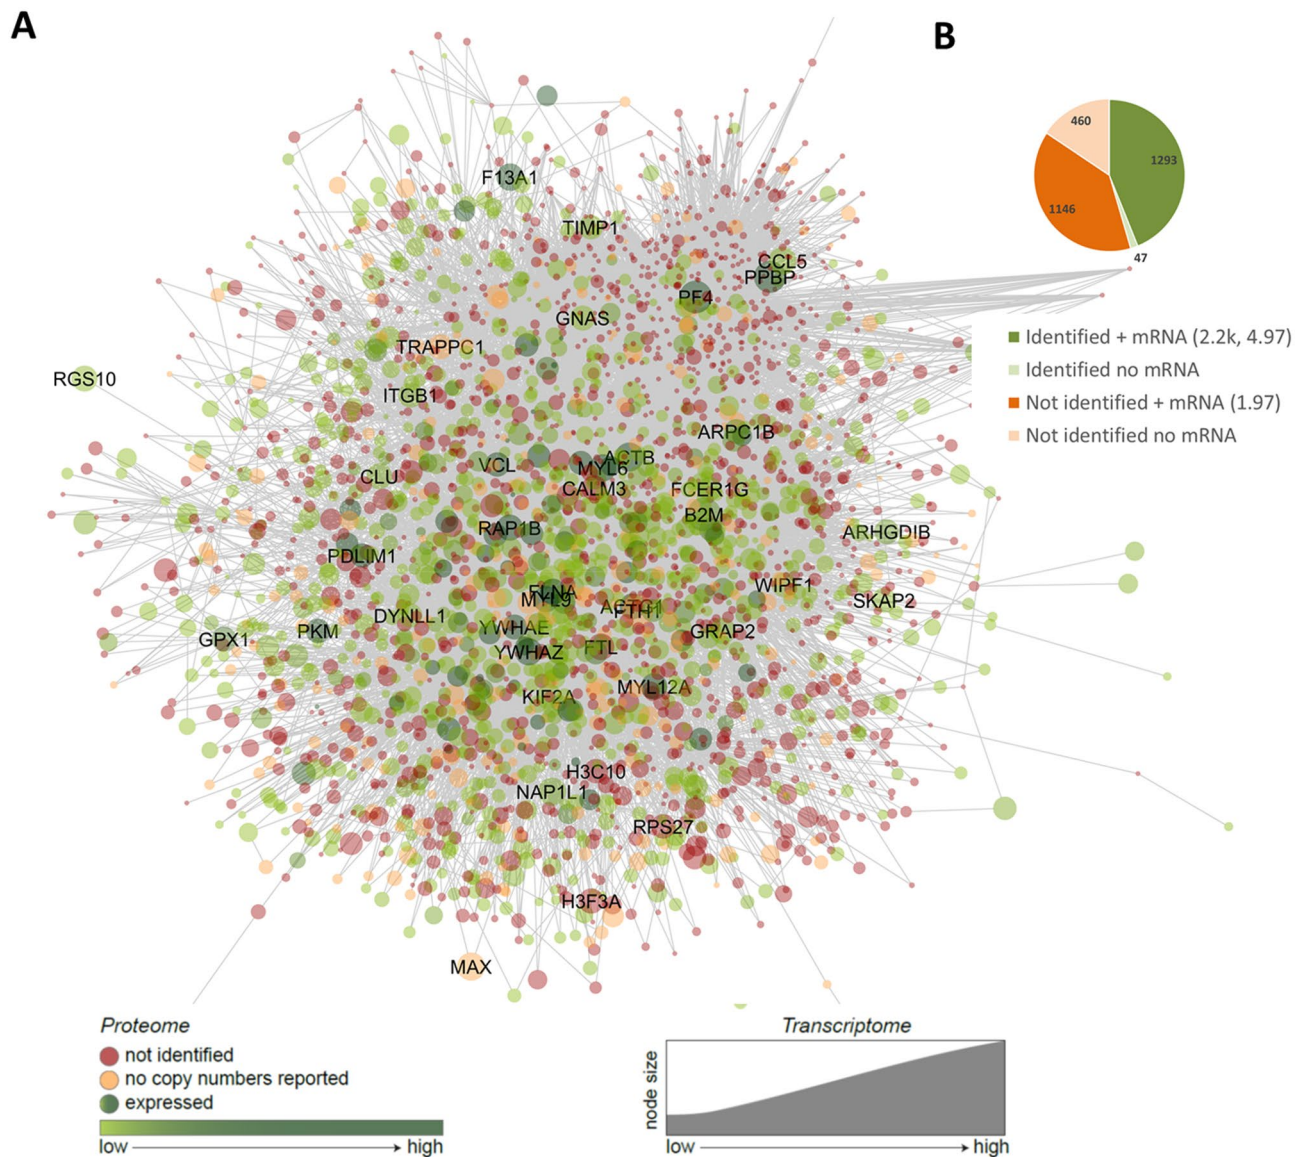 A
B
460
1293
1146
47
F13A1
TIMP1
CCL5
PPBP
PF4
GNAS
TRAPPC1
RGS10
ITGB1
Identified + mRNA (2.2k, 4.97)
Identified no mRNA
Not identified + mRNA (1.97)
Not identified no mRNA
ARPC1B
VCL
ACTB
MYL6
CLU
CALM3
FCER1G
B2M
RAP1B
ARHGDIB
PDLIM1
WIPF1
FLNA
MYL9
SKAP2
FTH1
DYNLL1
YWHAE
GRAP2
PKM
GPX1
FTL
YWHAZ
MYL12A
KIF2A
H3C10
NAP1L1
RPS27
H3F3A
MAX
Proteome
not identified
no copy numbers reported
expressed
low
high
Transcriptome
node size
low
high